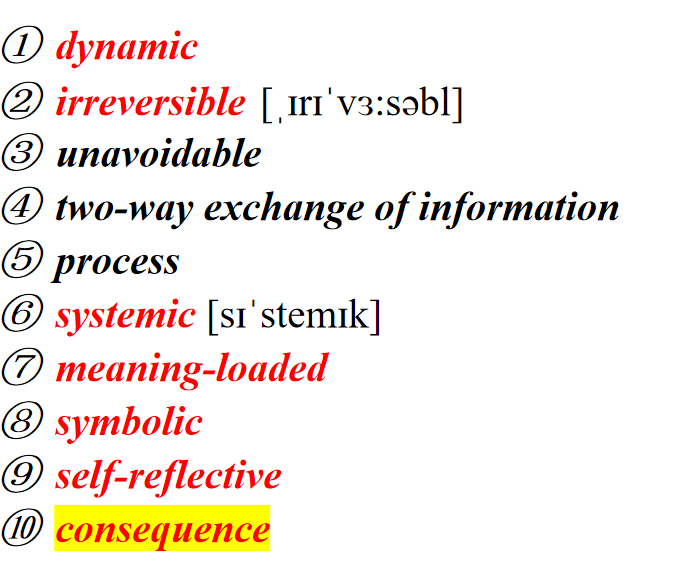 ① dynamic
② irreversible [ˌɪrɪˈvɜ:səbl]
③ unavoidable
④ two-way exchange of information
⑤ process
⑥ systemic [sɪˈstemɪk]
⑦ meaning-loaded
⑧ symbolic
⑨ self-reflective
⑩ consequence